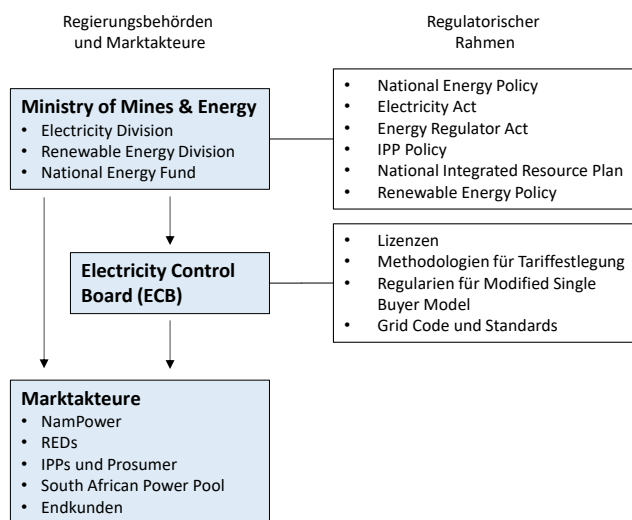 Regierungsbehörden
und Marktakteure
Regulatorischer
Rahmen
Ministry of Mines & Energy
• Electricity Division
• Renewable Energy Division
• National Energy Fund
• National Energy Policy
• Electricity Act
• Energy Regulator Act
• IPP Policy
• National Integrated Resource Plan
• Renewable Energy Policy
Electricity Control
Board (ECB)
• Lizenzen
• Methodologien für Tariffestlegung
• Regularien für Modified Single
Buyer Model
• Grid Code und Standards
Marktakteure
• NamPower
• REDs
• IPPs und Prosumer
• South African Power Pool
• Endkunden